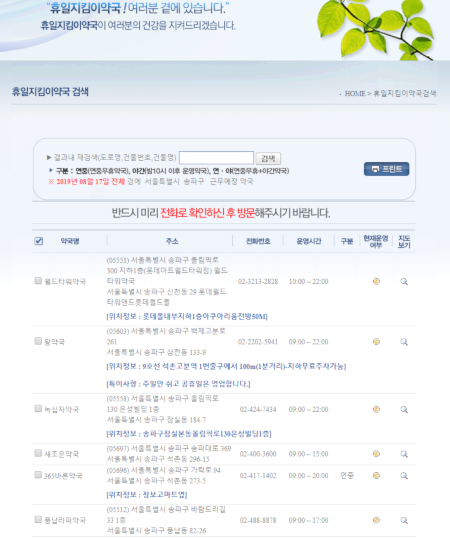 "휴일지킴이약국!여러분 곁에 있습니다."
휴일지킴이약국이 여러분의 건강을 지켜드리겠습니다.
휴일지킴이약국 검색
HOME > 휴일지킴이약국검색
▶ 결과내 재검색(도로명,건물번호,건물명) 검색
▶ 구분 : 연중(연중무휴약국), 야간(밤10시 이후 운영약국), 연·야(연중무휴+야간약국)
프린트
※ 2019년 08월 17일 전체 검색 서울특별시 송파구 근무예정 약국
반드시 미리 전화로 확인하신 후 방문해주시기 바랍니다.
약국명 주소 전화번호 운영시간 구분 현재운영여부 지도보기
(05551) 서울특별시 송파구 올림픽로
300 지하1층(롯데마트월드타워점) 월드
월드타워약국 타워약국 02-3213-2828 10:00 ~ 22:00
서울특별시 송파구 신천동 29 롯데월드
타워앤드롯데월드몰
[위치정보 : 롯데몰내부지하1층아쿠아리움전방50M]
(05603) 서울특별시 송파구 백제고분로
왕약국 261 02-2202-5941 09:00 ~ 22:00
서울특별시 송파구 삼전동 133-9
[위치정보 : 9호선 석촌고분역 1번출구에서 100m(1분거리)-지하무료주차가능]
[특이사항 : 주일만 쉬고 공휴일은 영업합니다.]
(05558) 서울특별시 송파구 올림픽로
녹십자약국 130 은성빌딩 1층 02-424-7434 09:00 ~ 22:00
서울특별시 송파구 잠실동 184-7
[위치정보 : 송파구잠실본동올림픽로130은성빌딩1층]
새조은약국 (05697) 서울특별시 송파구 송파대로 369 02-400-3600 09:00 ~ 15:00
서울특별시 송파구 석촌동 296-13
365바른약국 (05696) 서울특별시 송파구 가락로 94 02-417-1402 09:00 ~ 20:00 연중
서울특별시 송파구 석촌동 273-5
[위치정보 : 장보고마트옆]
(05512) 서울특별시 송파구 바람드리길
풍납라파약국 33 1층 02-488-8878 09:00 ~ 17:00
서울특별시 송파구 풍납동 82-26